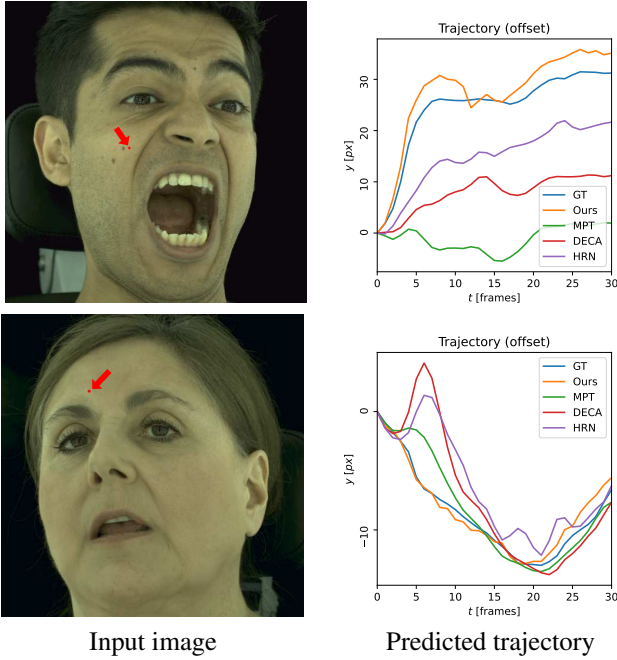 Trajectory (offset)
y [px]
30
20
10
0
GT
Ours
MPT
DECA
HRN
0 5 10 15 20 25 30
t [frames]
Trajectory (offset)
y [px]
0
−10
GT
Ours
MPT
DECA
HRN
0 5 10 15 20 25 30
t [frames]
Input image
Predicted trajectory